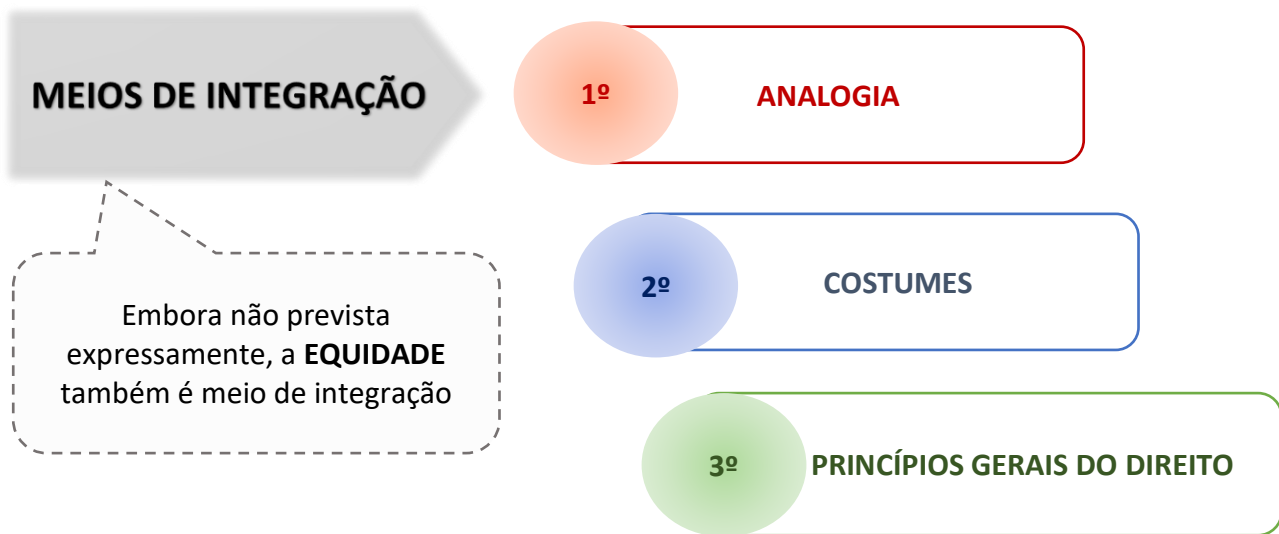 MEIOS DE INTEGRAÇÃO
Embora não prevista
expressamente, a EQUIDADE
também é meio de integração
1º ANALOGIA
2º COSTUMES
3º PRINCÍPIOS GERAIS DO DIREITO